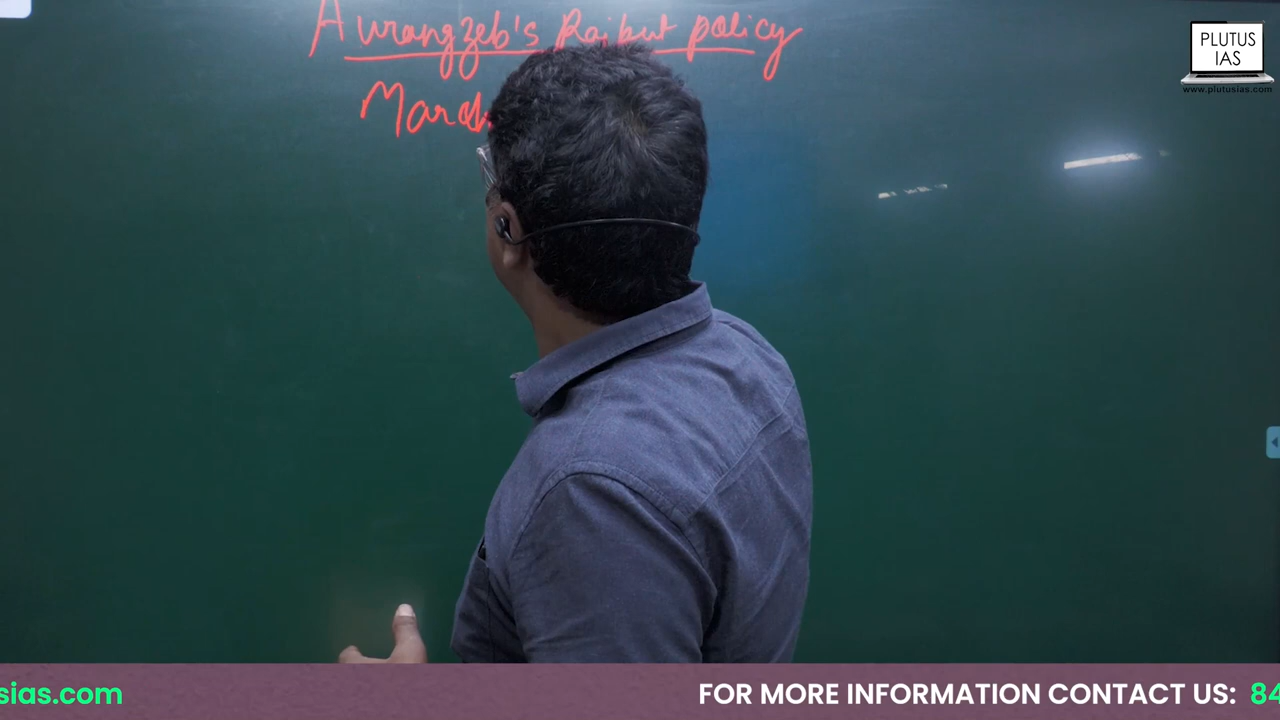 Aurangzeb's Rajput policy
PLUTUS
IAS
www.plutusias.com
sias.com
FOR MORE INFORMATION CONTACT US: 84